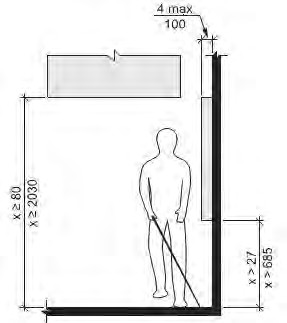 4 max
100
x ≥ 80
x ≥ 2030
x > 27
x > 685